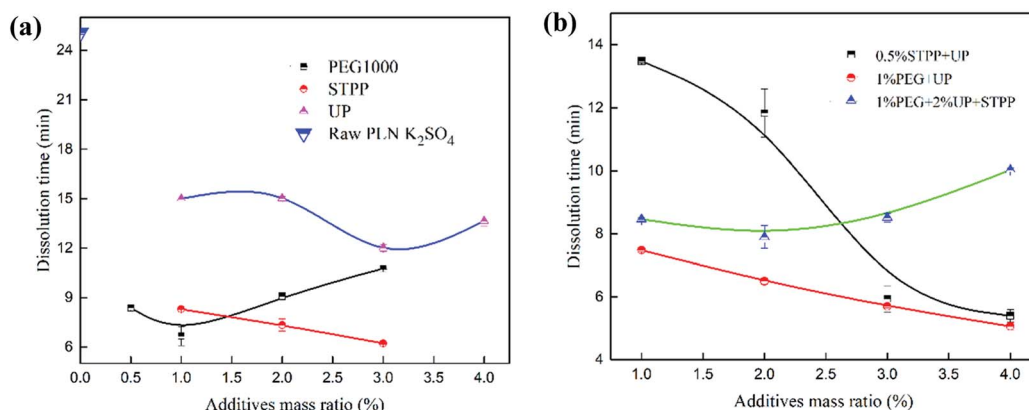 (a)
24
21
18
15
12
9
6
Dissolution time (min)
0.0 0.5 1.0 1.5 2.0 2.5 3.0 3.5 4.0
Additives mass ratio (%)
PEG1000
STPP
UP
Raw PLN K₂SO₄
(b)
14
12
10
8
6
4
Dissolution time (min)
1.0 1.5 2.0 2.5 3.0 3.5 4.0
Additives mass ratio (%)
0.5%STPP+UP
1%PEG+UP
1%PEG+2%UP+STPP